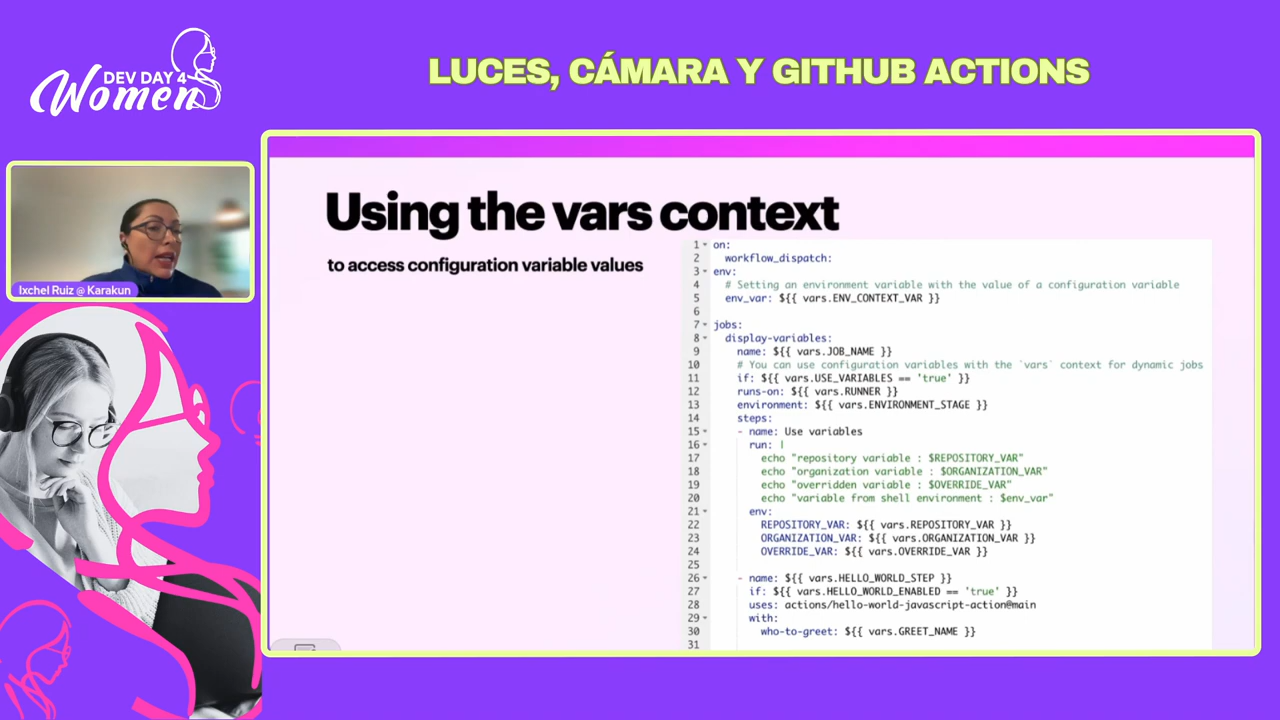 DEV DAY 4
Women
LUCES, CÁMARA Y GITHUB ACTIONS
Ixchel Ruiz @ Karakun
Using the vars context
to access configuration variable values
1 on:
2   workflow_dispatch:
3 env:
4   # Setting an environment variable with the value of a configuration variable
5   env_var: ${{ vars.ENV_CONTEXT_VAR }}
6
7 jobs:
8   display-variables:
9     name: ${{ vars.JOB_NAME }}
10     # You can use configuration variables with the `vars` context for dynamic jobs
11     if: ${{ vars.USE_VARIABLES == 'true' }}
12     runs-on: ${{ vars.RUNNER }}
13     environment: ${{ vars.ENVIRONMENT_STAGE }}
14     steps:
15     - name: Use variables
16       run: |
17         echo "repository variable : $REPOSITORY_VAR"
18         echo "organization variable : $ORGANIZATION_VAR"
19         echo "overridden variable : $OVERRIDE_VAR"
20         echo "variable from shell environment : $env_var"
21       env:
22         REPOSITORY_VAR: ${{ vars.REPOSITORY_VAR }}
23         ORGANIZATION_VAR: ${{ vars.ORGANIZATION_VAR }}
24         OVERRIDE_VAR: ${{ vars.OVERRIDE_VAR }}
25
26     - name: ${{ vars.HELLO_WORLD_STEP }}
27       if: ${{ vars.HELLO_WORLD_ENABLED == 'true' }}
28       uses: actions/hello-world-javascript-action@main
29       with:
30         who-to-greet: ${{ vars.GREET_NAME }}
31